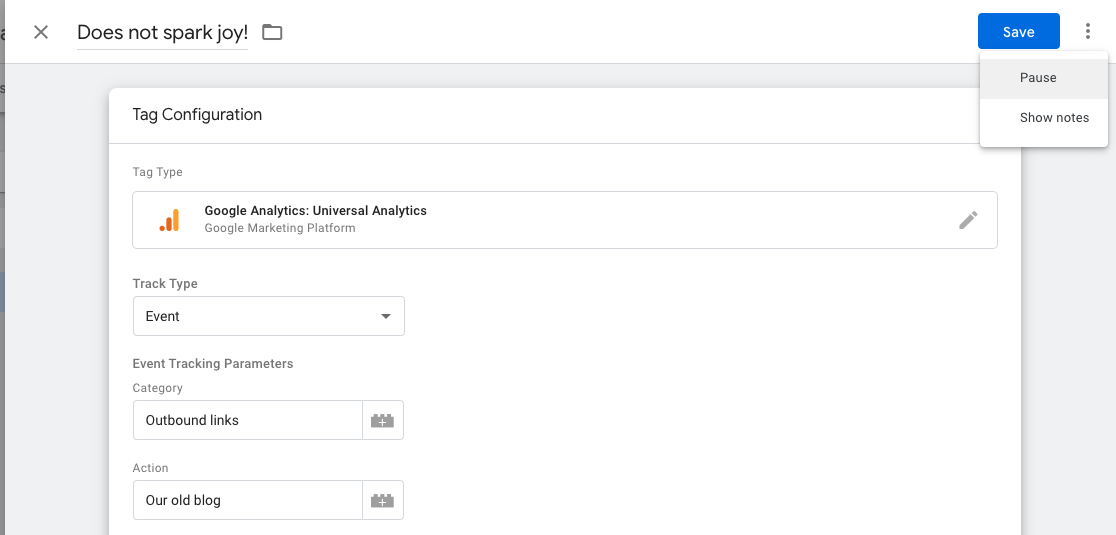 Does not spark joy!
Save
Pause
Show notes
Tag Configuration
Tag Type
Google Analytics: Universal Analytics
Google Marketing Platform
Track Type
Event
Event Tracking Parameters
Category
Outbound links
Action
Our old blog